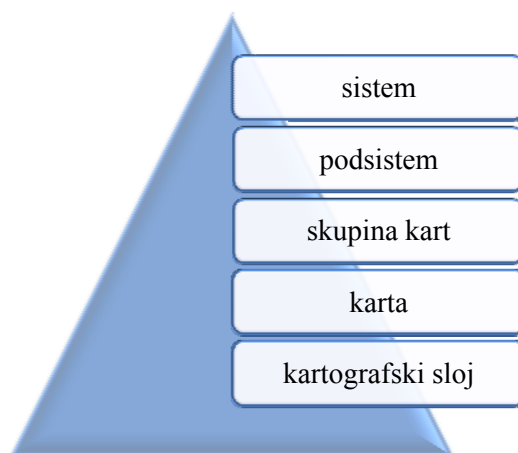 sistem
podsistem
skupina kart
karta
kartografski sloj